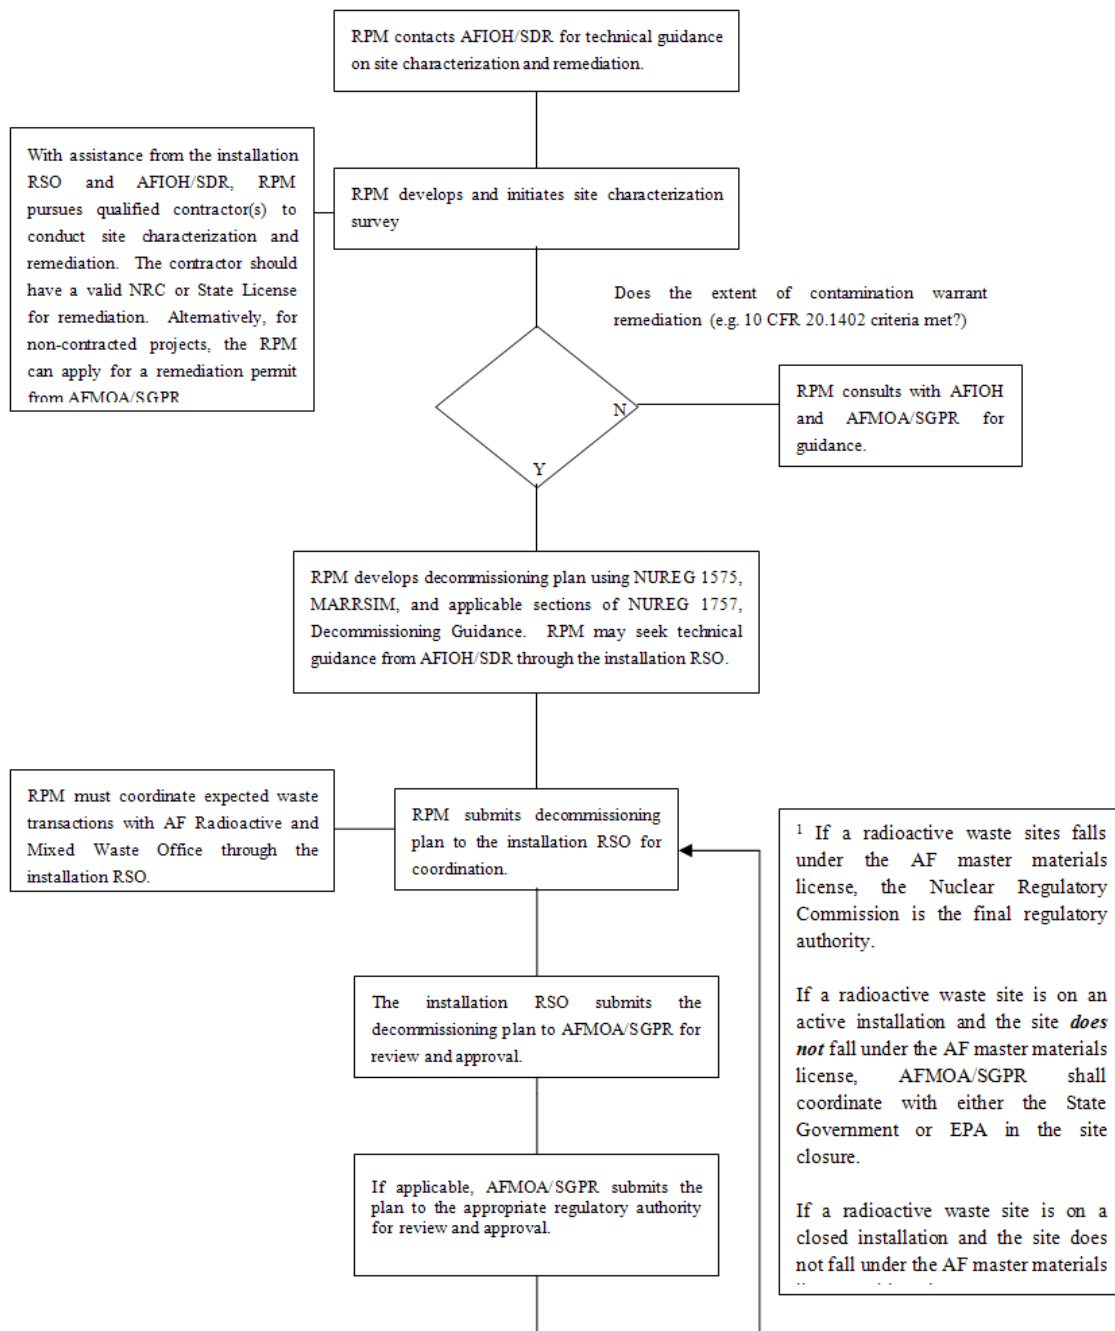 RPM contacts AFIOH/SDR for technical guidance
on site characterization and remediation.
With assistance from the installation
RSO and AFIOH/SDR, RPM
pursues qualified contractor(s) to
conduct site characterization and
remediation. The contractor should
have a valid NRC or State License
for remediation. Alternatively, for
non-contracted projects, the RPM
can apply for a remediation permit
from AFMOA/SGPR
RPM develops and initiates site characterization
survey
Does the extent of contamination warrant
remediation (e.g. 10 CFR 20.1402 criteria met?)
N
Y
RPM consults with AFIOH
and AFMOA/SGPR for
guidance.
RPM develops decommissioning plan using NUREG 1575,
MARRSIM, and applicable sections of NUREG 1757,
Decommissioning Guidance. RPM may seek technical
guidance from AFIOH/SDR through the installation RSO.
RPM must coordinate expected waste
transactions with AF Radioactive and
Mixed Waste Office through the
installation RSO.
RPM submits decommissioning
plan to the installation RSO for
coordination.
The installation RSO submits the
decommissioning plan to AFMOA/SGPR for
review and approval.
If applicable, AFMOA/SGPR submits the
plan to the appropriate regulatory authority
for review and approval.
1 If a radioactive waste sites falls
under the AF master materials
license, the Nuclear Regulatory
Commission is the final regulatory
authority.
If a radioactive waste site is on an
active installation and the site does
not fall under the AF master materials
license, AFMOA/SGPR shall
coordinate with either the State
Government or EPA in the site
closure.
If a radioactive waste site is on a
closed installation and the site does
not fall under the AF master materials